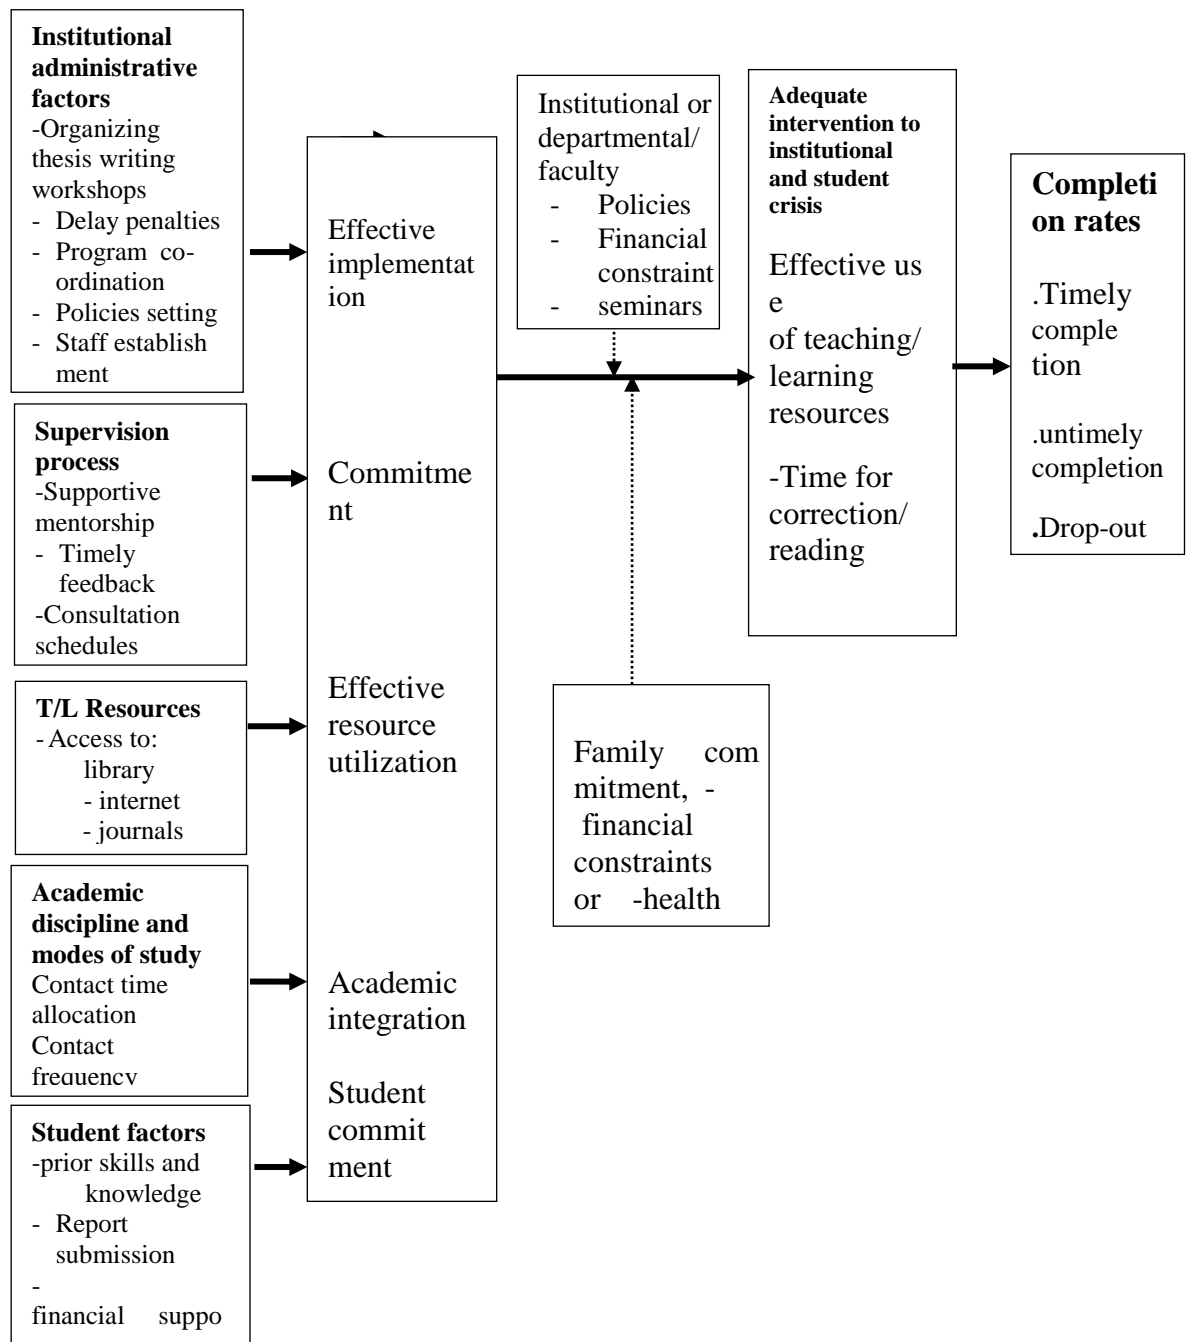 Institutional
administrative
factors
-Organizing
thesis writing
workshops
- Delay penalties
- Program co-
ordination
- Policies setting
- Staff establish
ment
Supervision
process
-Supportive
mentorship
- Timely
feedback
-Consultation
schedules
T/L Resources
- Access to:
library
- internet
- journals
Academic
discipline and
modes of study
Contact time
allocation
Contact
frequency
Student factors
-prior skills and
knowledge
- Report
submission
-
financial suppo
Effective
implementat
ion
Commitme
nt
Effective
resource
utilization
Academic
integration
Student
commit
ment
Institutional or
departmental/
faculty
- Policies
- Financial
constraint
- seminars
Family com
mitment, -
financial
constraints
or -health
Adequate
intervention to
institutional
and student
crisis
Effective us
e
of teaching/
learning
resources
-Time for
correction/
reading
Completi
on rates
.Timely
comple
tion
.untimely
completion
.Drop-out